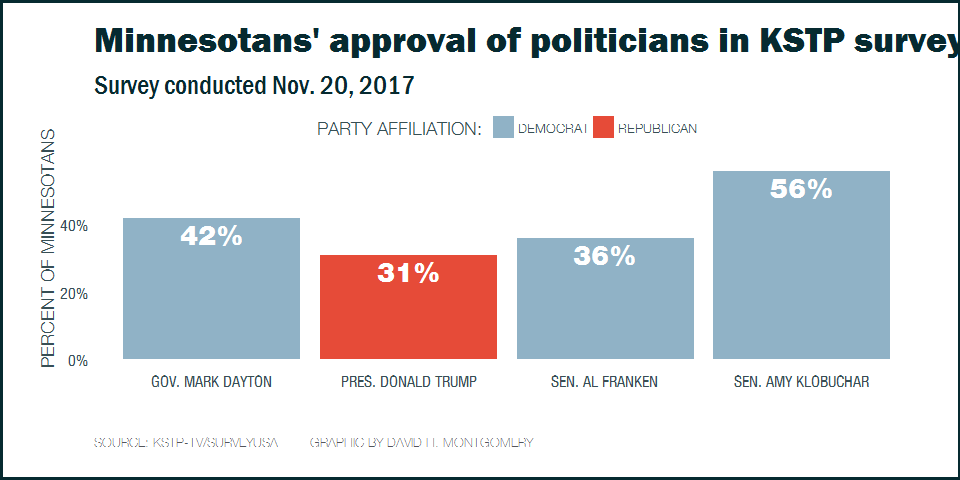 Minnesotans' approval of politicians in KSTP survey
Survey conducted Nov. 20, 2017
PARTY AFFILIATION: DEMOCRAT REPUBLICAN
PERCENT OF MINNESOTANS
40%
20%
0%
42%
31%
36%
56%
GOV. MARK DAYTON
PRES. DONALD TRUMP
SEN. AL FRANKEN
SEN. AMY KLOBUCHAR
SOURCE: KSTP-TV/SURVEYUSA GRAPHIC BY DAVID H. MONTGOMERY